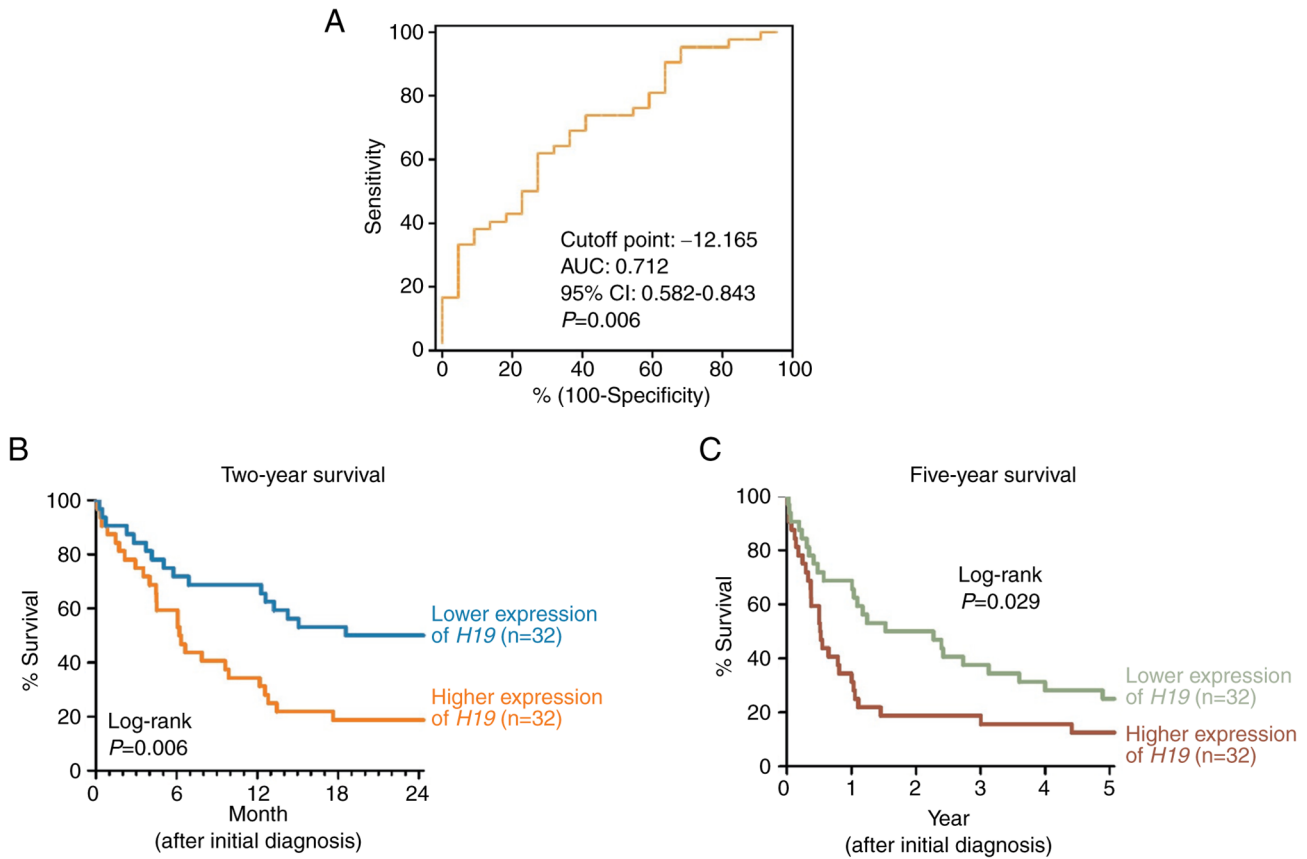 A
100
80
60
40
20
0
Sensitivity
Cutoff point: –12.165
AUC: 0.712
95% CI: 0.582-0.843
P=0.006
0 20 40 60 80 100
% (100-Specificity)
B
Two-year survival
100
80
60
40
20
0
% Survival
Lower expression
of H19 (n=32)
Higher expression
of H19 (n=32)
Log-rank
P=0.006
0 6 12 18 24
Month
(after initial diagnosis)
C
Five-year survival
100
80
60
40
20
0
% Survival
Log-rank
P=0.029
Lower expression
of H19 (n=32)
Higher expression
of H19 (n=32)
0 1 2 3 4 5
Year
(after initial diagnosis)